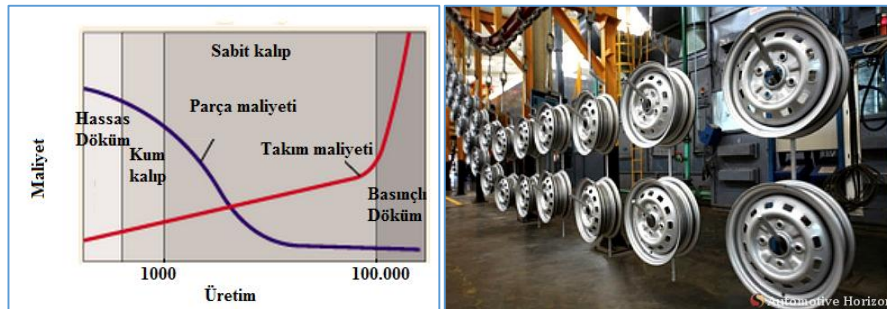 Sabit kalıp
Parça maliyeti
Hassas
Döküm
Kum
kalıp
Takım maliyeti
Basınçlı
Döküm
Maliyet
1000
100.000
Üretim
Automotive Horizon